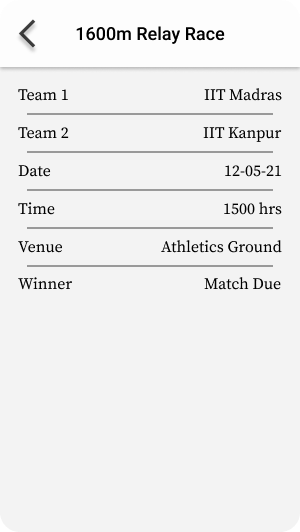 1600m Relay Race
Team 1 IIT Madras
Team 2 IIT Kanpur
Date 12-05-21
Time 1500 hrs
Venue Athletics Ground
Winner Match Due